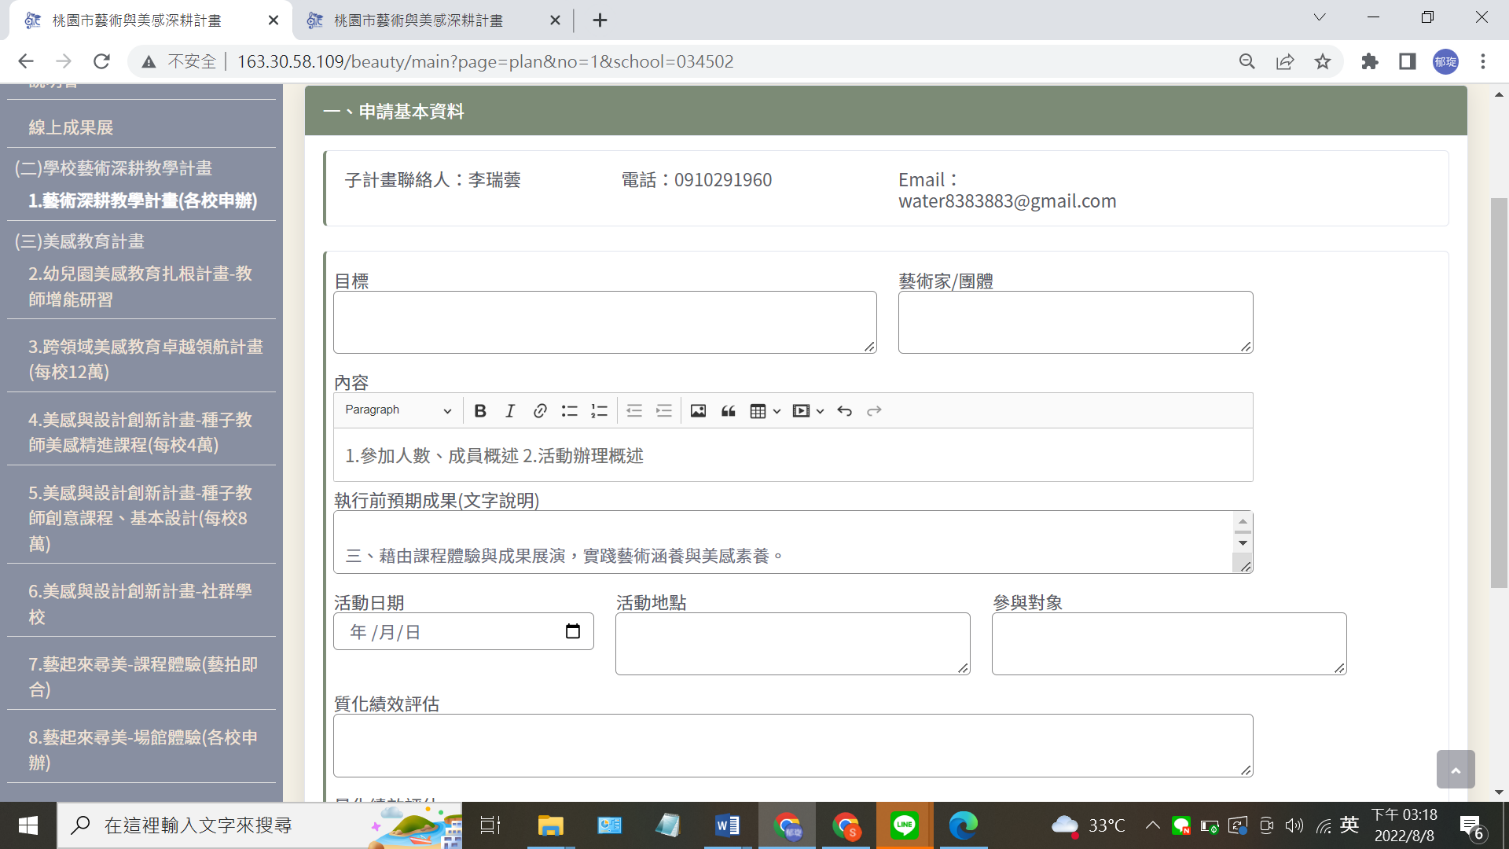 桃園市藝術與美感深耕計畫
桃園市藝術與美感深耕計畫
不安全
163.30.58.109/beauty/main?page=plan&no=1&school=034502
郁琁
線上成果展
(二)學校藝術深耕教學計畫
1.藝術深耕教學計畫(各校申辦)
(三)美感教育計畫
2.幼兒園美感教育扎根計畫-教
師增能研習
3.跨領域美感教育卓越領航計畫
(每校12萬)
4.美感與設計創新計畫-種子教
師美感精進課程(每校4萬)
5.美感與設計創新計畫-種子教
師創意課程、基本設計(每校8
萬)
6.美感與設計創新計畫-社群學
校
7.藝起來尋美-課程體驗(藝拍即
合)
8.藝起來尋美-場館體驗(各校申
辦)
一、申請基本資料
子計畫聯絡人：李瑞蕓
電話：0910291960
Email：
water8383883@gmail.com
目標
藝術家/團體
內容
Paragraph
1.參加人數、成員概述 2.活動辦理概述
執行前預期成果(文字說明)
三、藉由課程體驗與成果展演，實踐藝術涵養與美感素養。
活動日期
活動地點
參與對象
年 /月/日
質化績效評估
在這裡輸入文字來搜尋
LINE
33°C
英
下午 03:18
2022/8/8
6